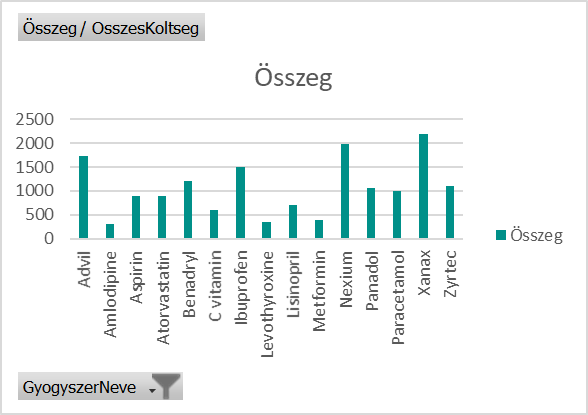 Összeg / OsszesKoltseg
Összeg
2500
2000
1500
1000
500
0
Advil
Amlodipine
Aspirin
Atorvastatin
Benadryl
C vitamin
Ibuprofen
Levothyroxine
Lisinopril
Metformin
Nexium
Panadol
Paracetamol
Xanax
Zyrtec
Összeg
GyogyszerNeve